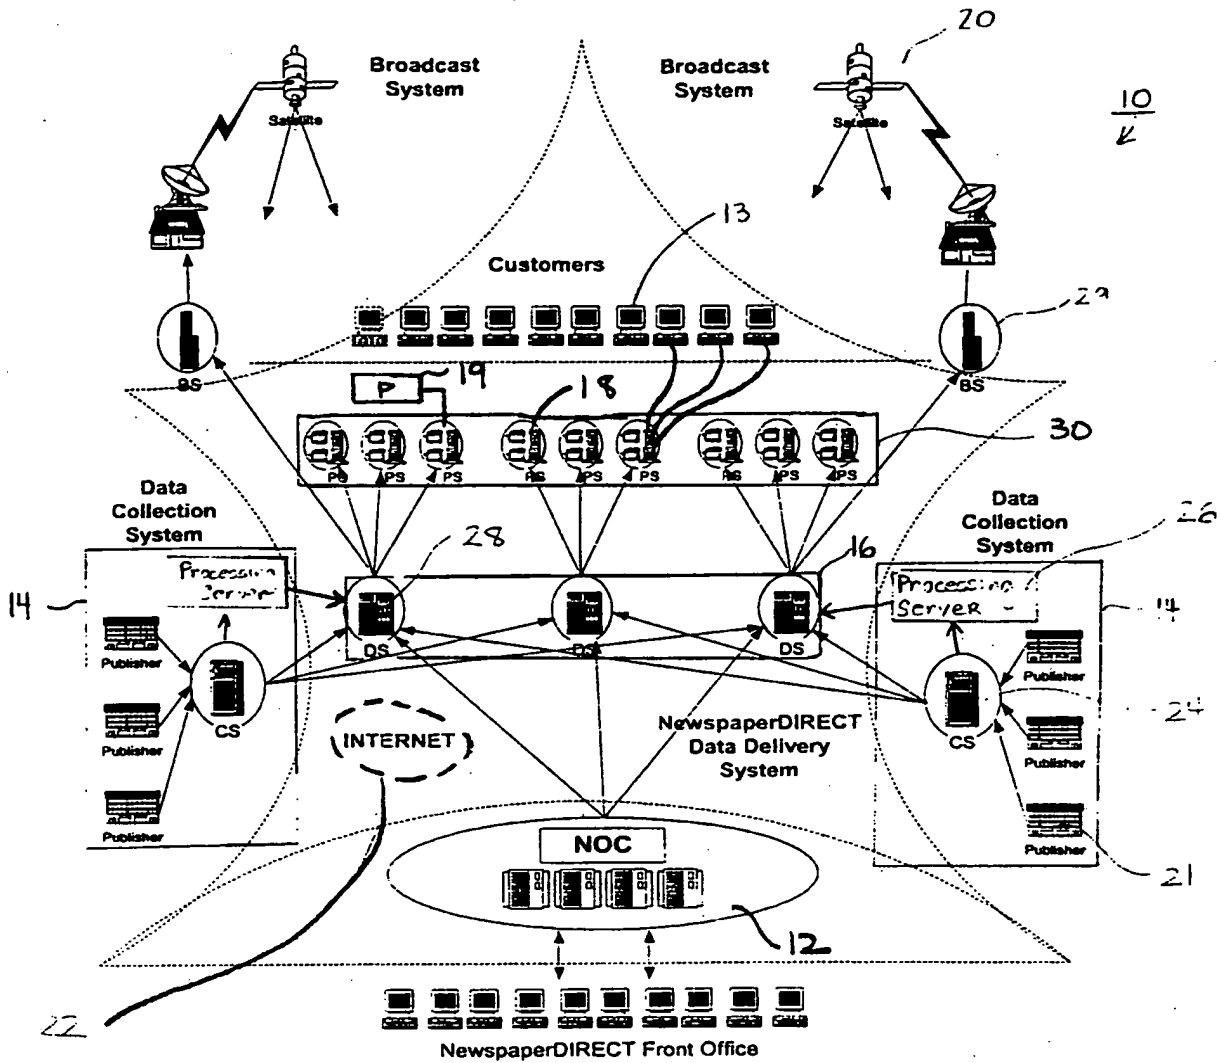 20
Broadcast
System
Broadcast
System
10
Satellite
Satellite
13
Customers
29
BS
BS
19
P
18
30
PS
PS
PS
PS
PS
PS
PS
PS
PS
Data
Collection
System
Data
Collection
System
26
28
16
Processing
Server
Processing
SERVER
14
14
Publisher
DS
DS
DS
Publisher
CS
24
Publisher
NewspaperDIRECT
Data Delivery
System
INTERNET
CS
Publisher
Publisher
Publisher
21
NOC
12
22
NewspaperDIRECT Front Office